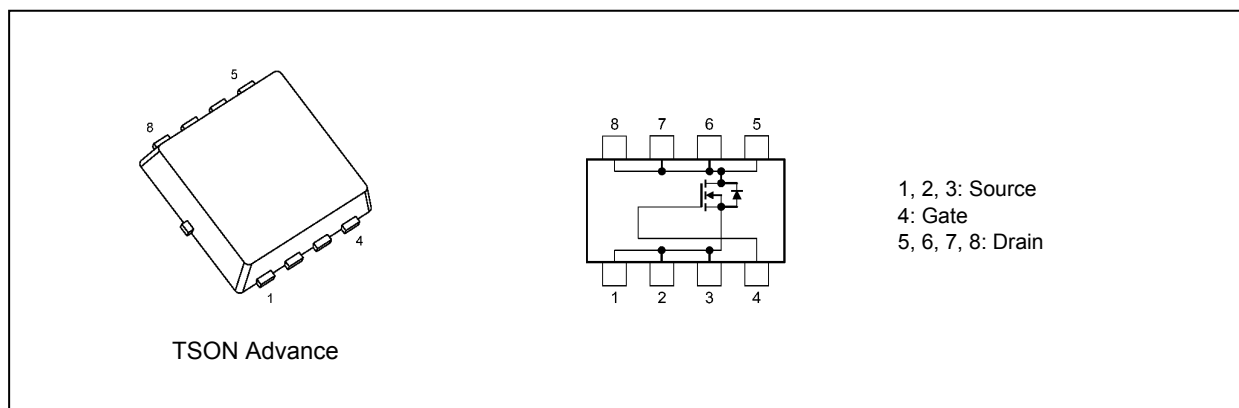 5
8
4
1
TSON Advance
8 7 6 5
1 2 3 4
1, 2, 3: Source
4: Gate
5, 6, 7, 8: Drain